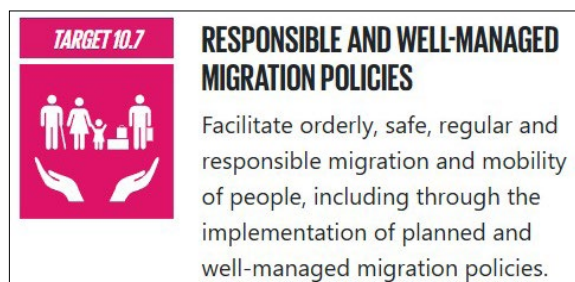 TARGET 10.7
RESPONSIBLE AND WELL-MANAGED
MIGRATION POLICIES
Facilitate orderly, safe, regular and
responsible migration and mobility
of people, including through the
implementation of planned and
well-managed migration policies.